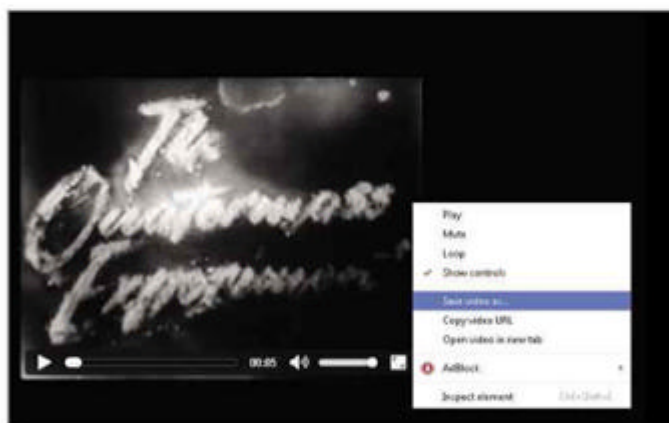 The
Quatermass
Experiment
00:05
Play
Mute
Loop
Show controls
Save video as...
Copy video URL
Open video in new tab
AdBlock
Inspect element